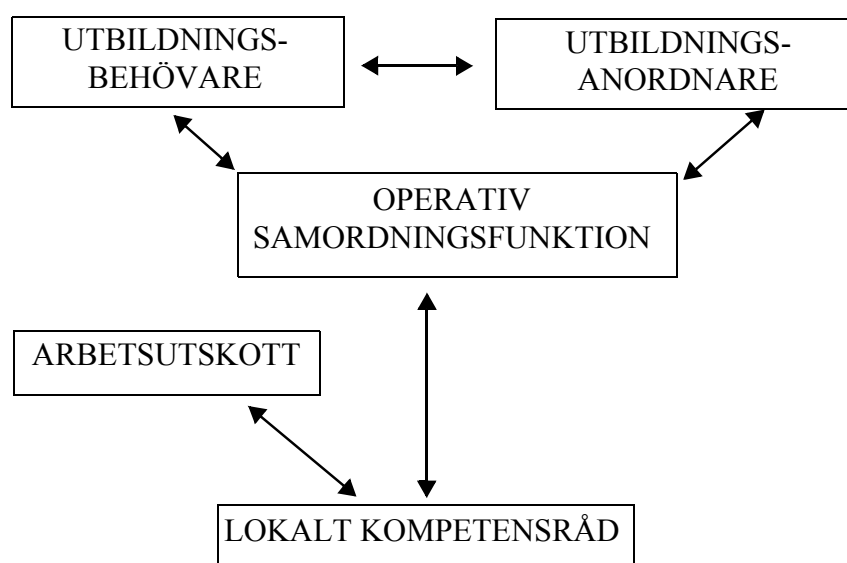 UTBILDNINGS-
BEHÖVARE
UTBILDNINGS-
ANORDNARE
OPERATIV
SAMORDNINGSFUNKTION
ARBETSUTSKOTT
LOKALT KOMPETENSRÅD